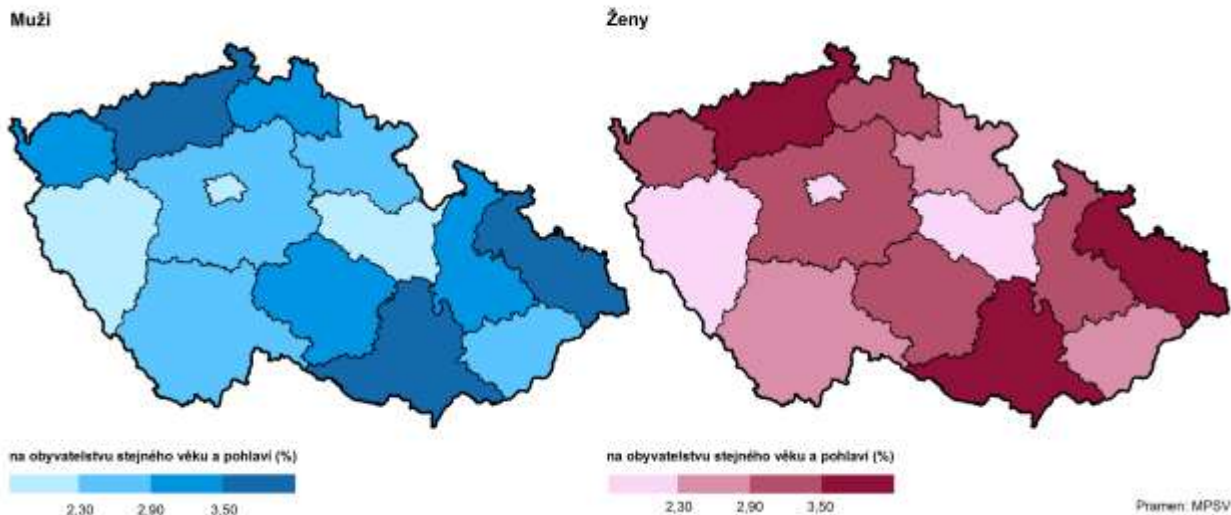 Muži
Ženy
na obyvatelstvu stejného věku a pohlaví (%)
2,30 2,90 3,50
na obyvatelstvu stejného věku a pohlaví (%)
2,30 2,90 3,50
Pramen: MPSV